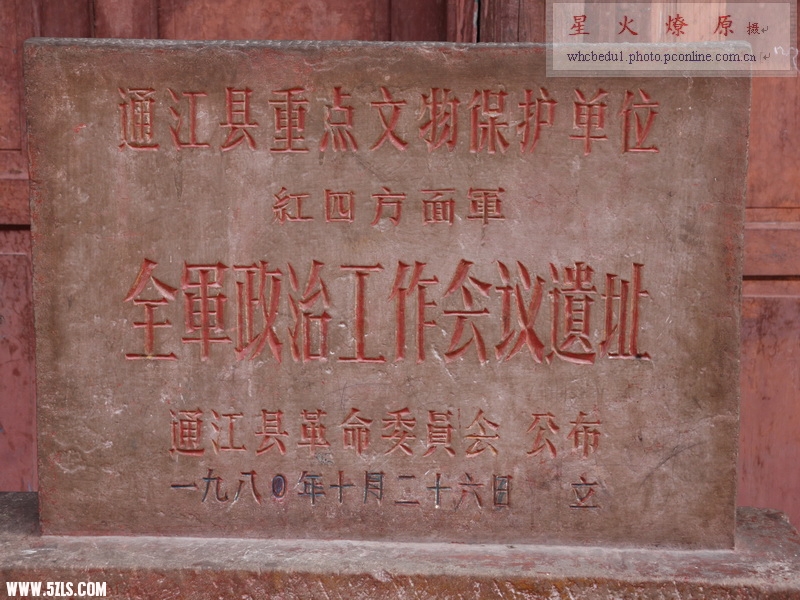 星火燎原 摄
whcbedu1.photo.pconline.com.cn
通江县重点文物保护单位
紅四方面軍
全軍政治工作会议遺址
通江县革命委員会 公布
一九八〇年十月二十六日 立
WWW.5ZLS.COM